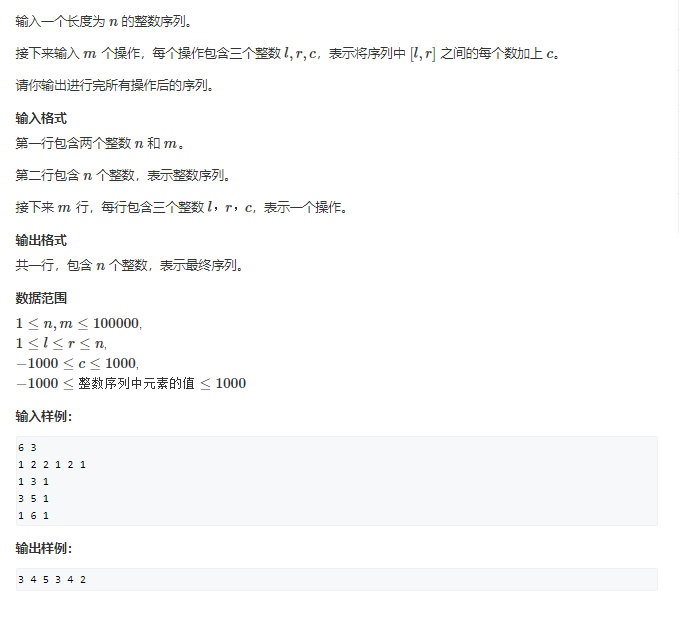 输入一个长度为 n 的整数序列。
接下来输入 m 个操作，每个操作包含三个整数 l, r, c，表示将序列中 [l, r] 之间的每个数加上 c。
请你输出进行完所有操作后的序列。
输入格式
第一行包含两个整数 n 和 m。
第二行包含 n 个整数，表示整数序列。
接下来 m 行，每行包含三个整数 l，r，c，表示一个操作。
输出格式
共一行，包含 n 个整数，表示最终序列。
数据范围
1 ≤ n, m ≤ 100000,
1 ≤ l ≤ r ≤ n,
−1000 ≤ c ≤ 1000,
−1000 ≤ 整数序列中元素的值 ≤ 1000
输入样例：
6 3
1 2 2 1 2 1
1 3 1
3 5 1
1 6 1
输出样例：
3 4 5 3 4 2